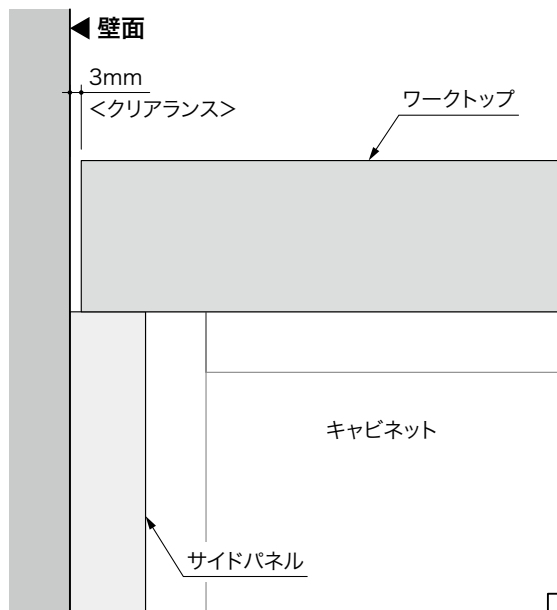 ◀壁面
3mm
<クリアランス>
ワークトップ
キャビネット
サイドパネル